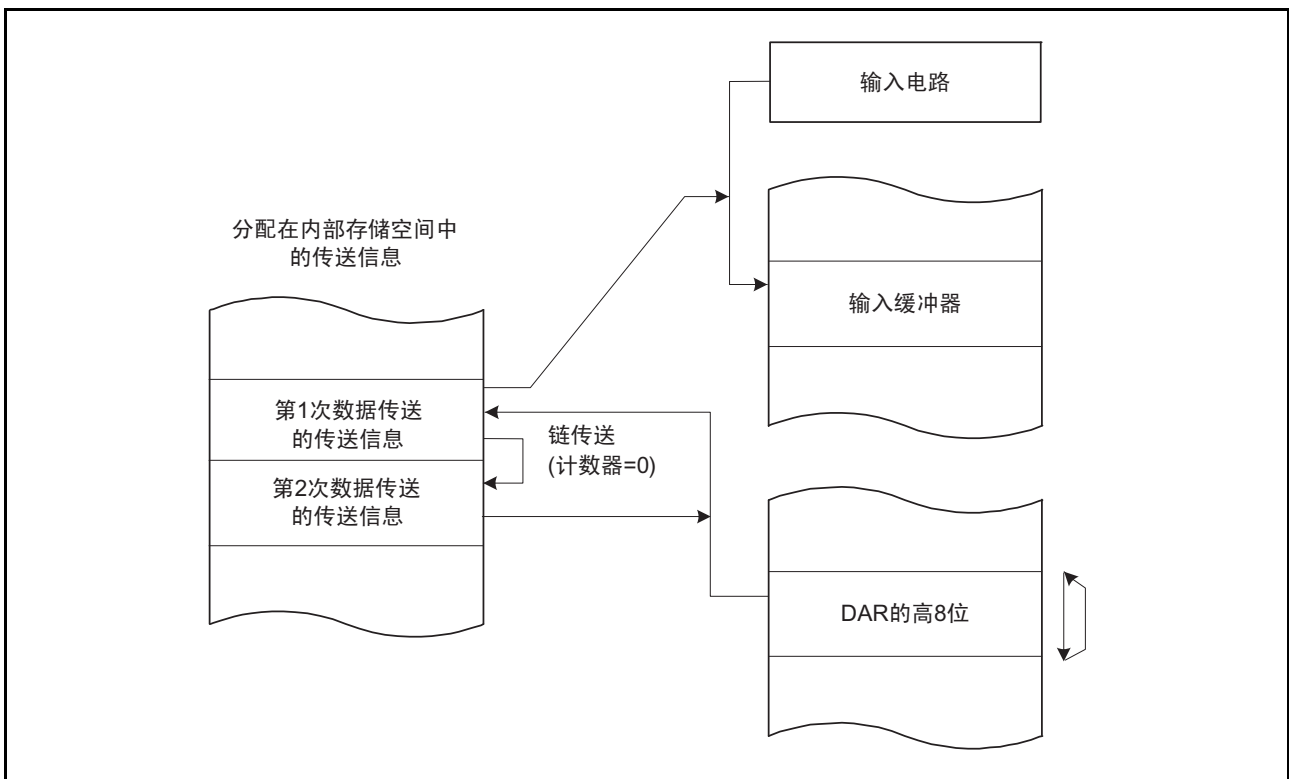 输入电路
分配在内部存储空间中
的传送信息
输入缓冲器
第1次数据传送
的传送信息
链传送
(计数器=0)
第2次数据传送
的传送信息
DAR的高8位